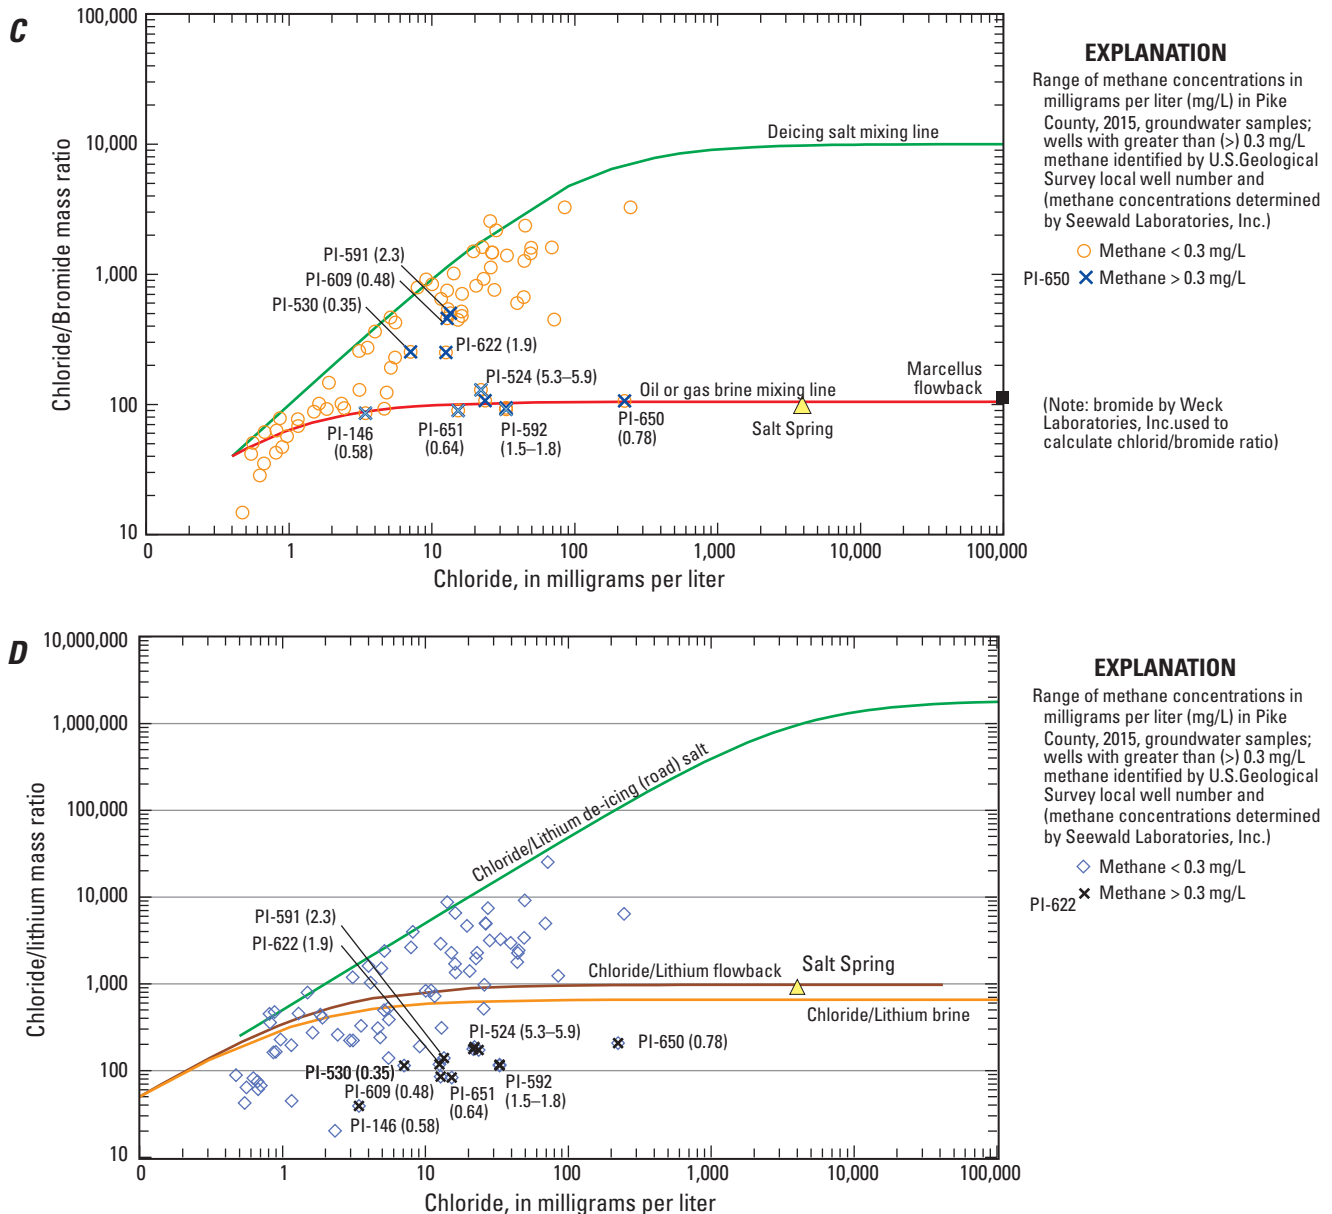 C
100,000
10,000
1,000
100
10
Chloride/Bromide mass ratio
Deicing salt mixing line
PI-591 (2.3)
PI-609 (0.48)
PI-530 (0.35)
PI-622 (1.9)
PI-524 (5.3–5.9)
Oil or gas brine mixing line
Marcellus
flowback
PI-146
(0.58)
PI-651
(0.64)
PI-592
(1.5–1.8)
PI-650
(0.78)
Salt Spring
0 1 10 100 1,000 10,000 100,000
Chloride, in milligrams per liter
EXPLANATION
Range of methane concentrations in
milligrams per liter (mg/L) in Pike
County, 2015, groundwater samples;
wells with greater than (>) 0.3 mg/L
methane identified by U.S.Geological
Survey local well number and
(methane concentrations determined
by Seewald Laboratories, Inc.)
Methane < 0.3 mg/L
PI-650 Methane > 0.3 mg/L
(Note: bromide by Weck
Laboratories, Inc.used to
calculate chlorid/bromide ratio)
D
10,000,000
1,000,000
100,000
10,000
1,000
100
10
Chloride/lithium mass ratio
Chloride/Lithium de-icing (road) salt
PI-591 (2.3)
PI-622 (1.9)
Chloride/Lithium flowback
Salt Spring
Chloride/Lithium brine
PI-524 (5.3–5.9)
PI-650 (0.78)
PI-530 (0.35)
PI-609 (0.48)
PI-146 (0.58)
PI-651
(0.64)
PI-592
(1.5–1.8)
0 1 10 100 1,000 10,000 100,000
Chloride, in milligrams per liter
EXPLANATION
Range of methane concentrations in
milligrams per liter (mg/L) in Pike
County, 2015, groundwater samples;
wells with greater than (>) 0.3 mg/L
methane identified by U.S.Geological
Survey local well number and
(methane concentrations determined
by Seewald Laboratories, Inc.)
Methane < 0.3 mg/L
PI-622 Methane > 0.3 mg/L